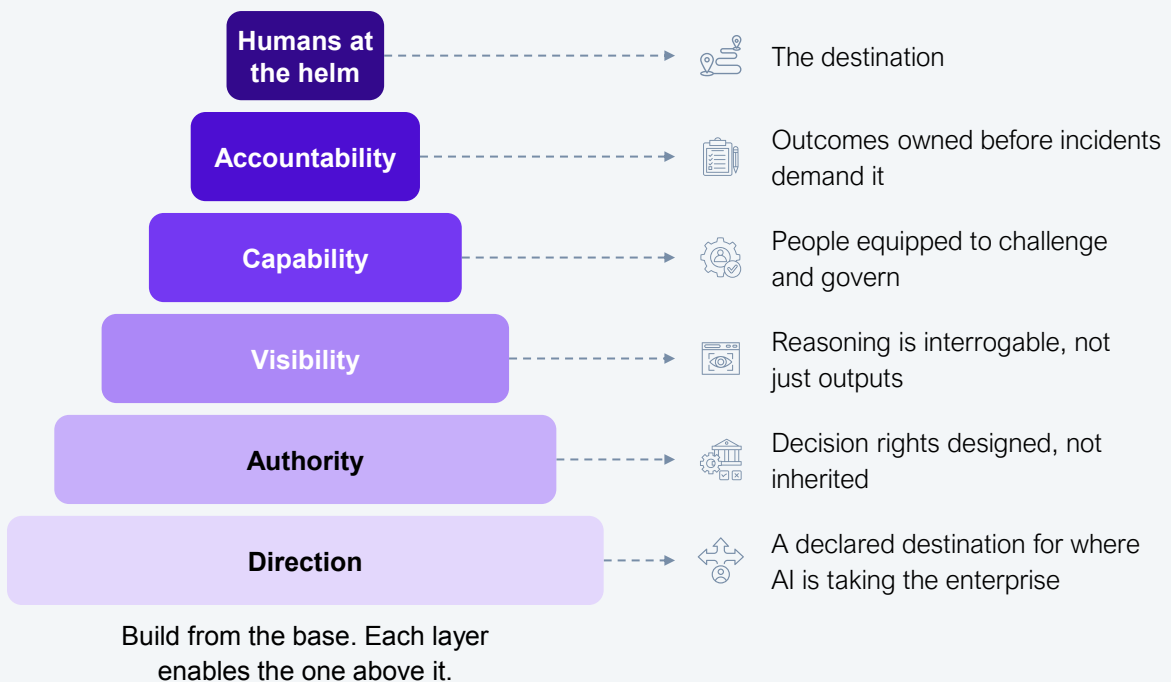 Humans at
the helm
The destination
Accountability
Outcomes owned before incidents
demand it
Capability
People equipped to challenge
and govern
Visibility
Reasoning is interrogable, not
just outputs
Authority
Decision rights designed, not
inherited
Direction
A declared destination for where
AI is taking the enterprise
Build from the base. Each layer
enables the one above it.